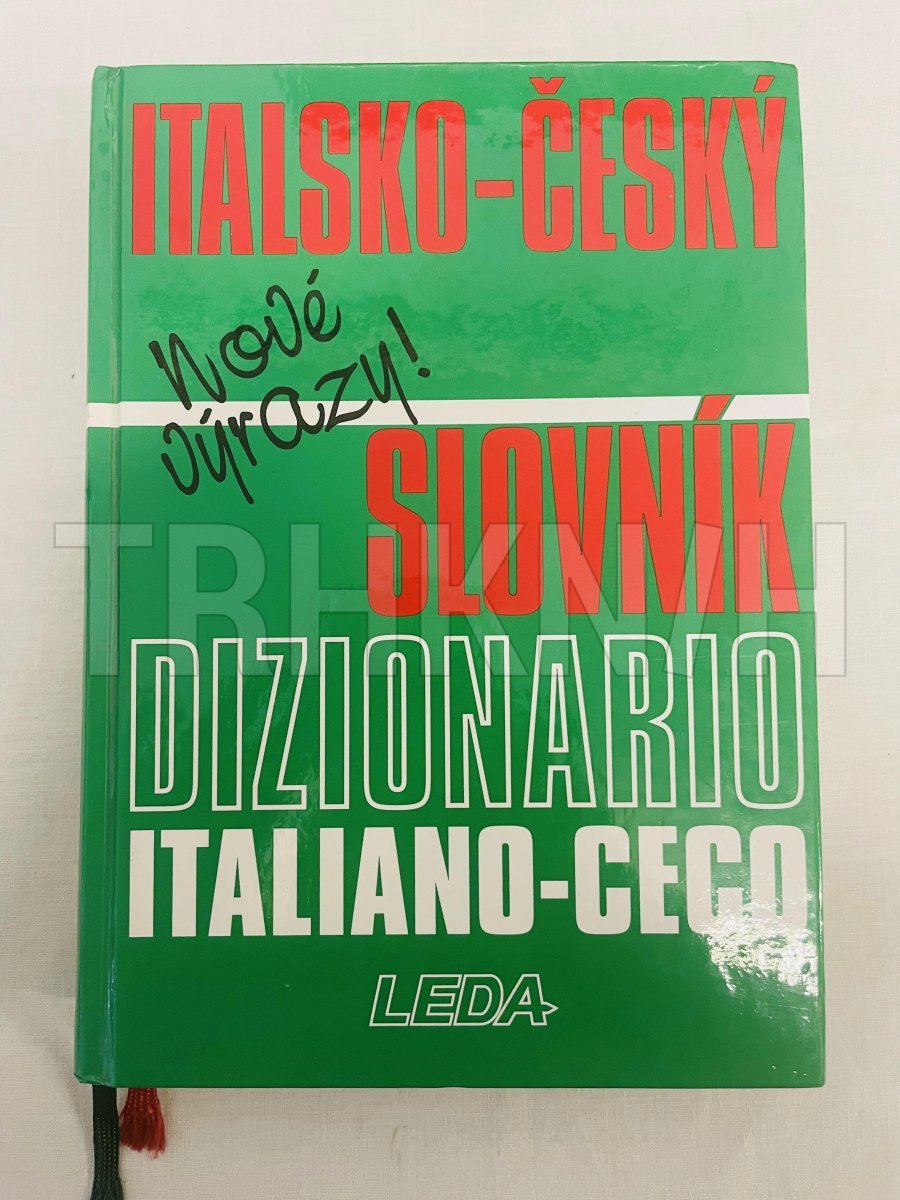 ITALSKO-ČESKÝ
Nové
výrazy!
SLOVNÍK
TRHKNIH
DIZIONARIO
ITALIANO-CECO
LEDA